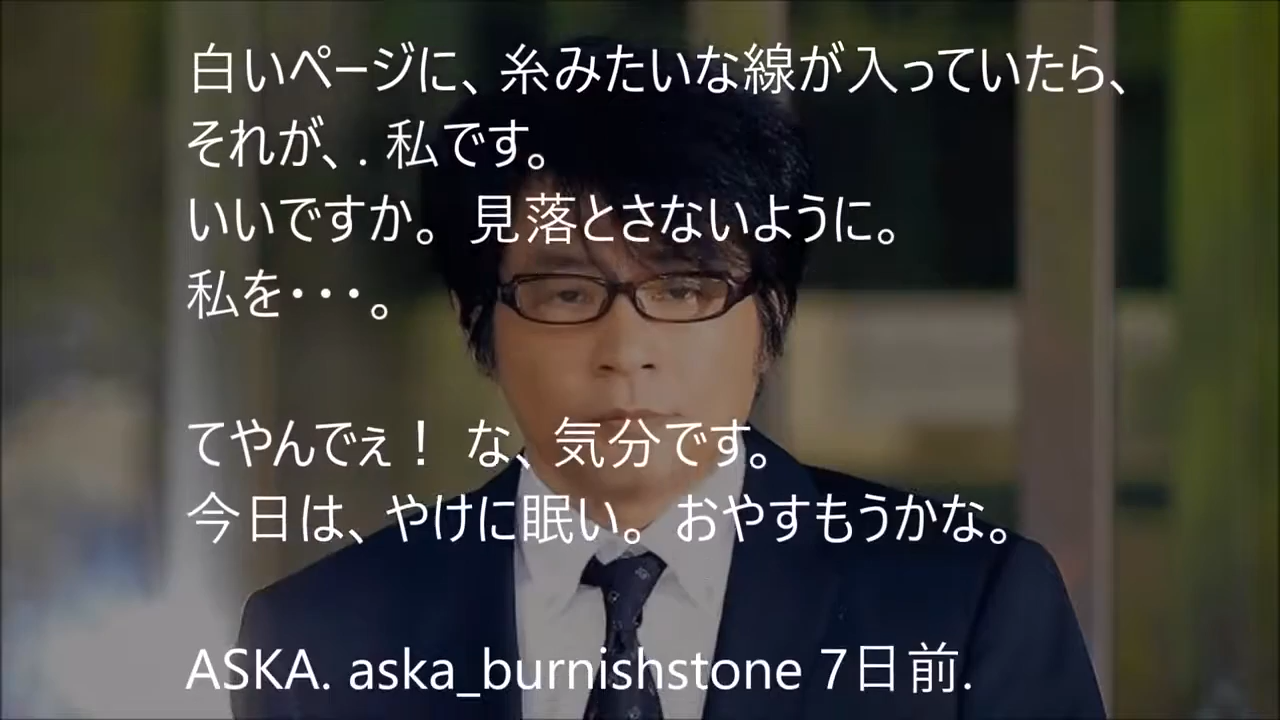 白いページに、糸みたいな線が入っていたら、
それが、. 私です。
いいですか。 見落とさないように。
私を・・・。
てやんでぇ！ な、気分です。
今日は、やけに眠い。 おやすもうかな。
ASKA. aska_burnishstone 7日前.